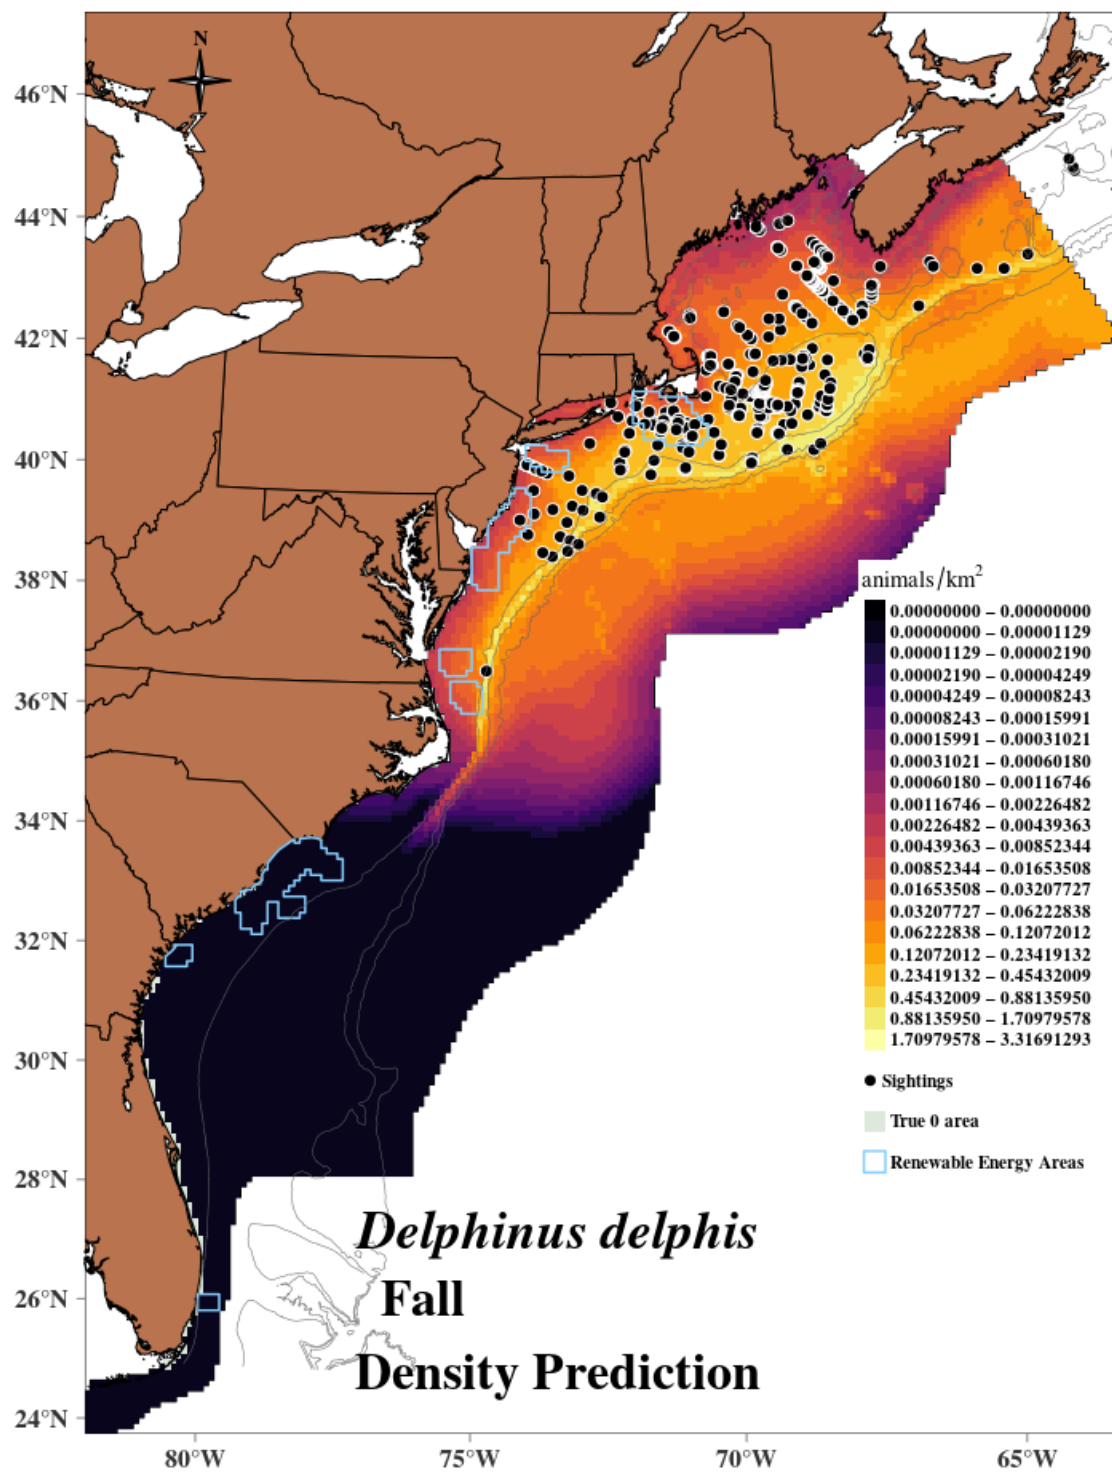 N
46°N
44°N
42°N
40°N
38°N
36°N
34°N
32°N
30°N
28°N
26°N
24°N
animals/km²
0.00000000 – 0.00000000
0.00000000 – 0.00001129
0.00001129 – 0.00002190
0.00002190 – 0.00004249
0.00004249 – 0.00008243
0.00008243 – 0.00015991
0.00015991 – 0.00031021
0.00031021 – 0.00060180
0.00060180 – 0.00116746
0.00116746 – 0.00226482
0.00226482 – 0.00439363
0.00439363 – 0.00852344
0.00852344 – 0.01653508
0.01653508 – 0.03207727
0.03207727 – 0.06222838
0.06222838 – 0.12072012
0.12072012 – 0.23419132
0.23419132 – 0.45432009
0.45432009 – 0.88135950
0.88135950 – 1.70979578
1.70979578 – 3.31691293
Sightings
True 0 area
Renewable Energy Areas
Delphinus delphis
Fall
Density Prediction
80°W
75°W
70°W
65°W